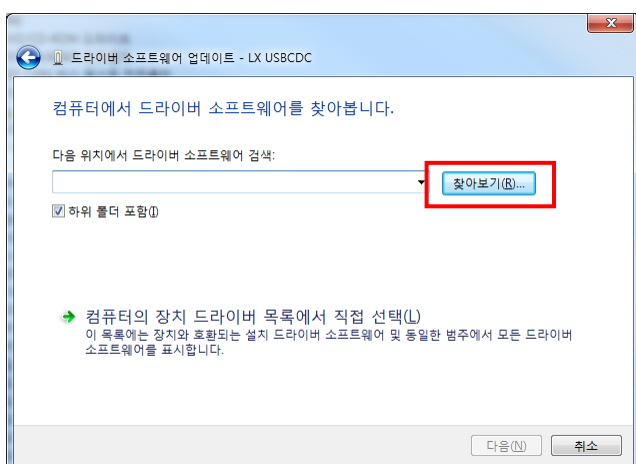 드라이버 소프트웨어 업데이트 - LX USBCDC
컴퓨터에서 드라이버 소프트웨어를 찾아봅니다.
다음 위치에서 드라이버 소프트웨어 검색:
찾아보기(R)...
하위 폴더 포함(I)
컴퓨터의 장치 드라이버 목록에서 직접 선택(L)
이 목록에는 장치와 호환되는 설치 드라이버 소프트웨어 및 동일한 범주에서 모든 드라이버
소프트웨어를 표시합니다.
다음(N) 취소